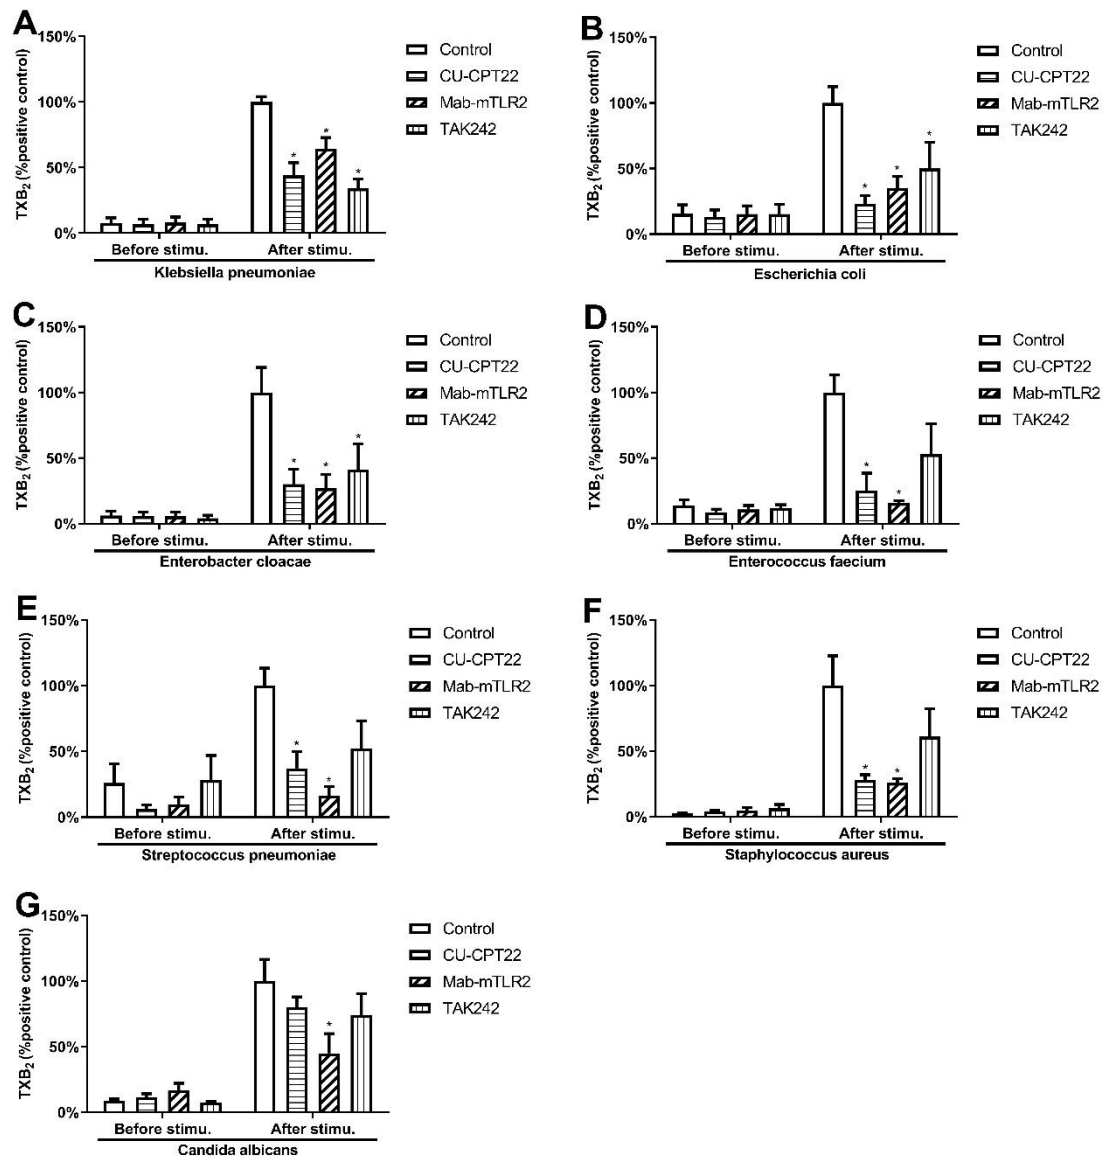 A
TXB2 (%positive control)
150%
100%
50%
0%
Control
CU-CPT22
Mab-mTLR2
TAK242
* * *
Before stimu. After stimu.
Klebsiella pneumoniae
B
TXB2 (%positive control)
150%
100%
50%
0%
Control
CU-CPT22
Mab-mTLR2
TAK242
* * *
Before stimu. After stimu.
Escherichia coli
C
TXB2 (%positive control)
150%
100%
50%
0%
Control
CU-CPT22
Mab-mTLR2
TAK242
* * *
Before stimu. After stimu.
Enterobacter cloacae
D
TXB2 (%positive control)
150%
100%
50%
0%
Control
CU-CPT22
Mab-mTLR2
TAK242
* *
Before stimu. After stimu.
Enterococcus faecium
E
TXB2 (%positive control)
150%
100%
50%
0%
Control
CU-CPT22
Mab-mTLR2
TAK242
* *
Before stimu. After stimu.
Streptococcus pneumoniae
F
TXB2 (%positive control)
150%
100%
50%
0%
Control
CU-CPT22
Mab-mTLR2
TAK242
* *
Before stimu. After stimu.
Staphylococcus aureus
G
TXB2 (%positive control)
150%
100%
50%
0%
Control
CU-CPT22
Mab-mTLR2
TAK242
*
Before stimu. After stimu.
Candida albicans